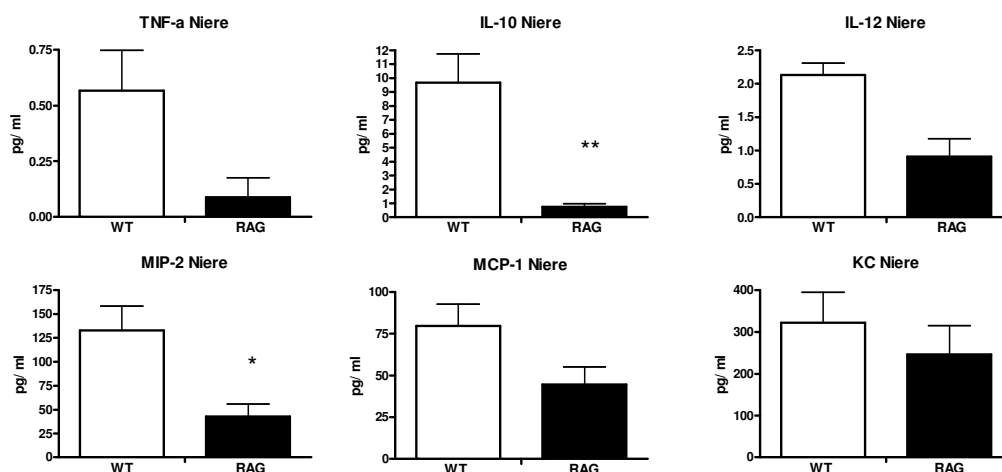 TNF-a Niere
pg/ ml
0.75
0.50
0.25
0.00
WT
RAG
IL-10 Niere
pg/ ml
12
11
10
9
8
7
6
5
4
3
2
1
0
**
WT
RAG
IL-12 Niere
pg/ ml
2.5
2.0
1.5
1.0
0.5
0.0
WT
RAG
MIP-2 Niere
pg/ ml
175
150
125
100
75
50
25
0
*
WT
RAG
MCP-1 Niere
pg/ ml
100
75
50
25
0
WT
RAG
KC Niere
pg/ ml
400
300
200
100
0
WT
RAG